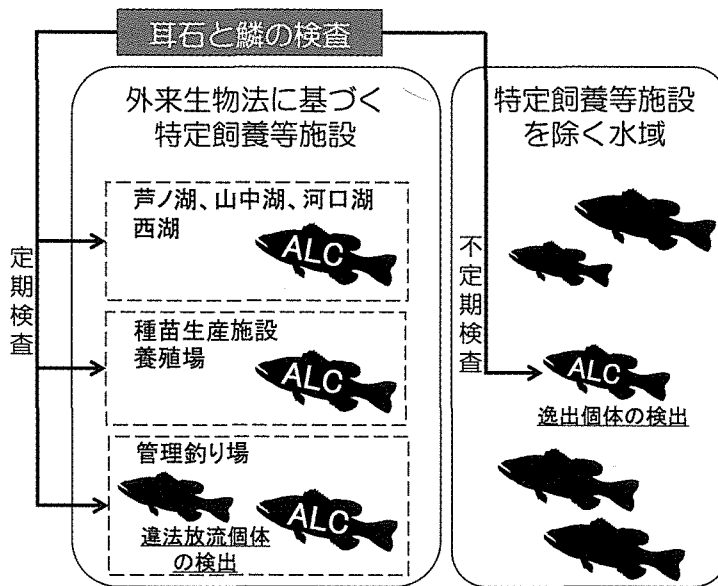 耳石と鱗の検査
外来生物法に基づく
特定飼養等施設
芦ノ湖、山中湖、河口湖
西湖
ALC
種苗生産施設
養殖場
ALC
管理釣り場
ALC
違法放流個体
の検出
定期検査
特定飼養等施設
を除く水域
不定期検査
ALC
逸出個体の検出